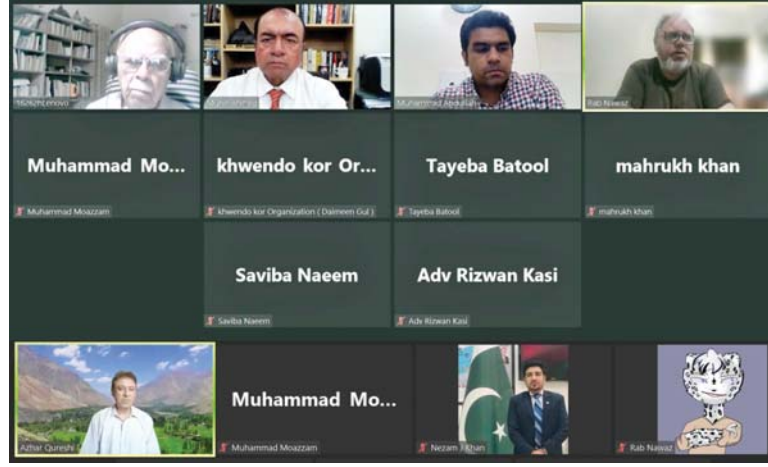 Muhammad Abdullah
Rab Nawaz
Muhammad Mo...
khwendo kor Or...
Tayeba Batool
mahrukh khan
Muhammad Moazzam
khwendo kor Organization ( Daimeen Gul )
Tayeba Batool
mahrukh khan
Saviba Naeem
Adv Rizwan Kasi
Saviba Naeem
Adv Rizwan Kasi
Muhammad Mo...
Azhar Qureshi
Muhammad Moazzam
Nezam J Khan
Rab Nawaz